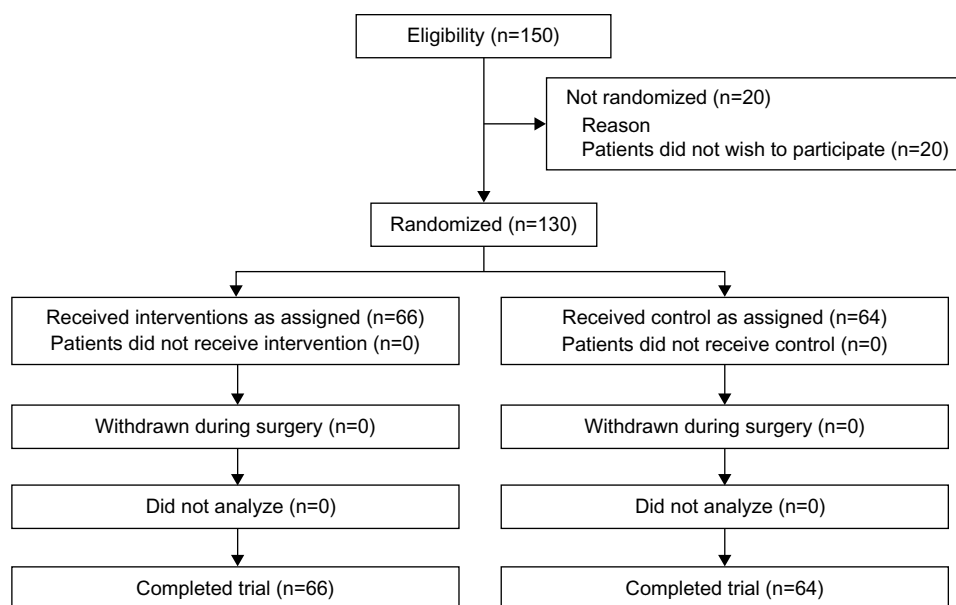 Eligibility (n=150)
Not randomized (n=20)
Reason
Patients did not wish to participate (n=20)
Randomized (n=130)
Received interventions as assigned (n=66)
Patients did not receive intervention (n=0)
Received control as assigned (n=64)
Patients did not receive control (n=0)
Withdrawn during surgery (n=0)
Withdrawn during surgery (n=0)
Did not analyze (n=0)
Did not analyze (n=0)
Completed trial (n=66)
Completed trial (n=64)